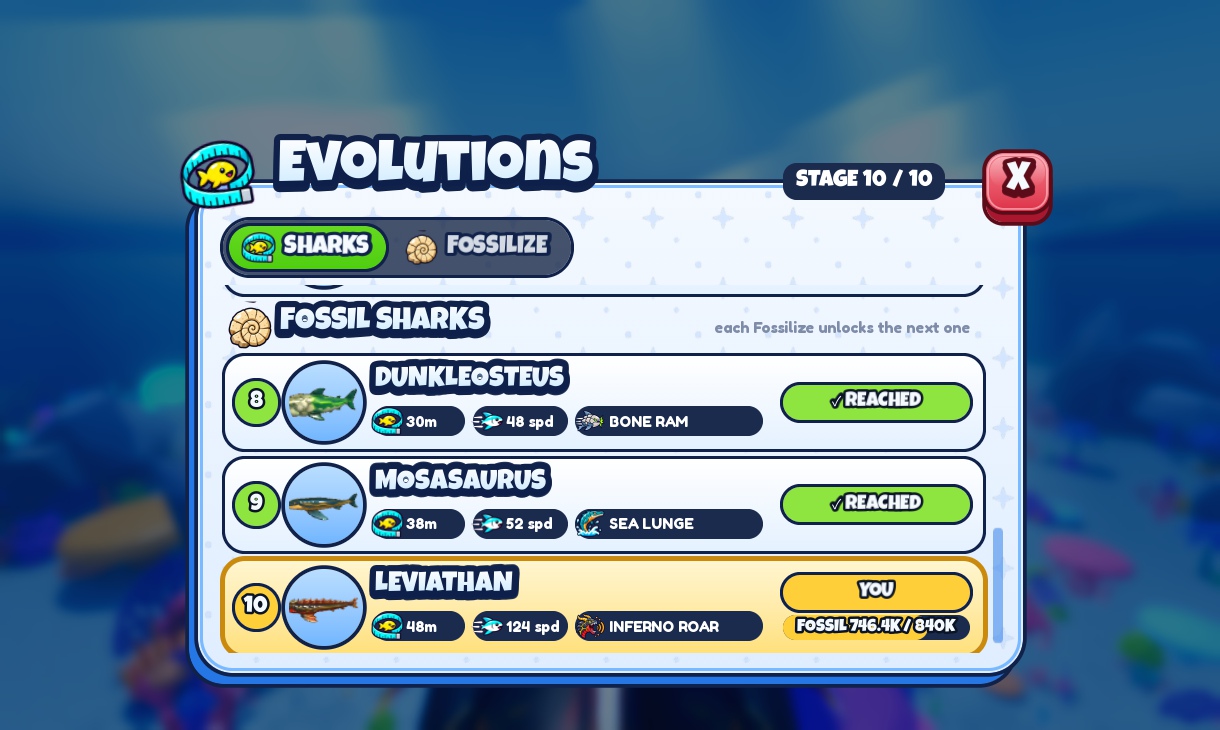 EVOLUTIONS
STAGE 10 / 10
X
SHARKS
FOSSILIZE
FOSSIL SHARKS
each Fossilize unlocks the next one
8
DUNKLEOSTEUS
30m
48 spd
BONE RAM
✓REACHED
9
MOSASAURUS
38m
52 spd
SEA LUNGE
✓REACHED
10
LEVIATHAN
48m
124 spd
INFERNO ROAR
YOU
FOSSIL 746.4K / 840K